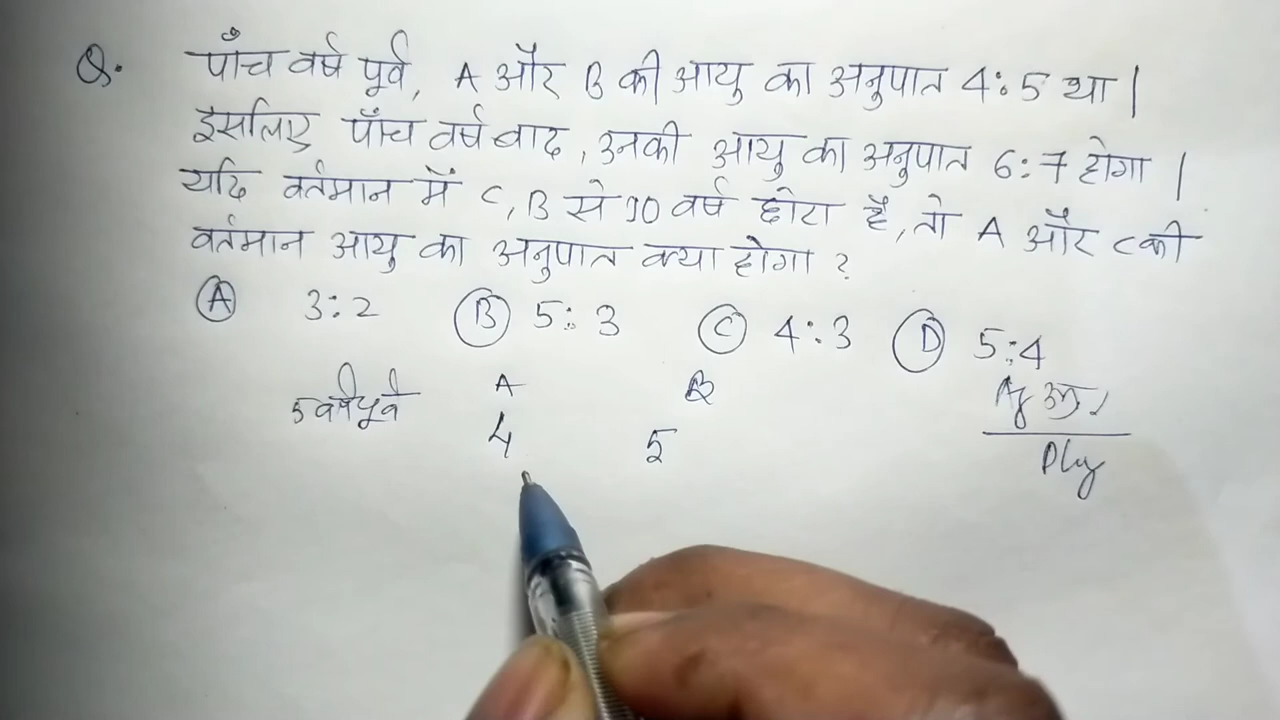 Q. पाँच वर्ष पूर्व, A और B की आयु का अनुपात 4:5 था |
इसलिए पाँच वर्ष बाद, उनकी आयु का अनुपात 6:7 होगा |
यदि वर्तमान में C, B से 10 वर्ष छोटा है, तो A और C की
वर्तमान आयु का अनुपात क्या होगा ?
(A) 3:2 (B) 5:3 (C) 4:3 (D) 5:4
5 वर्ष पूर्व A B
4 5